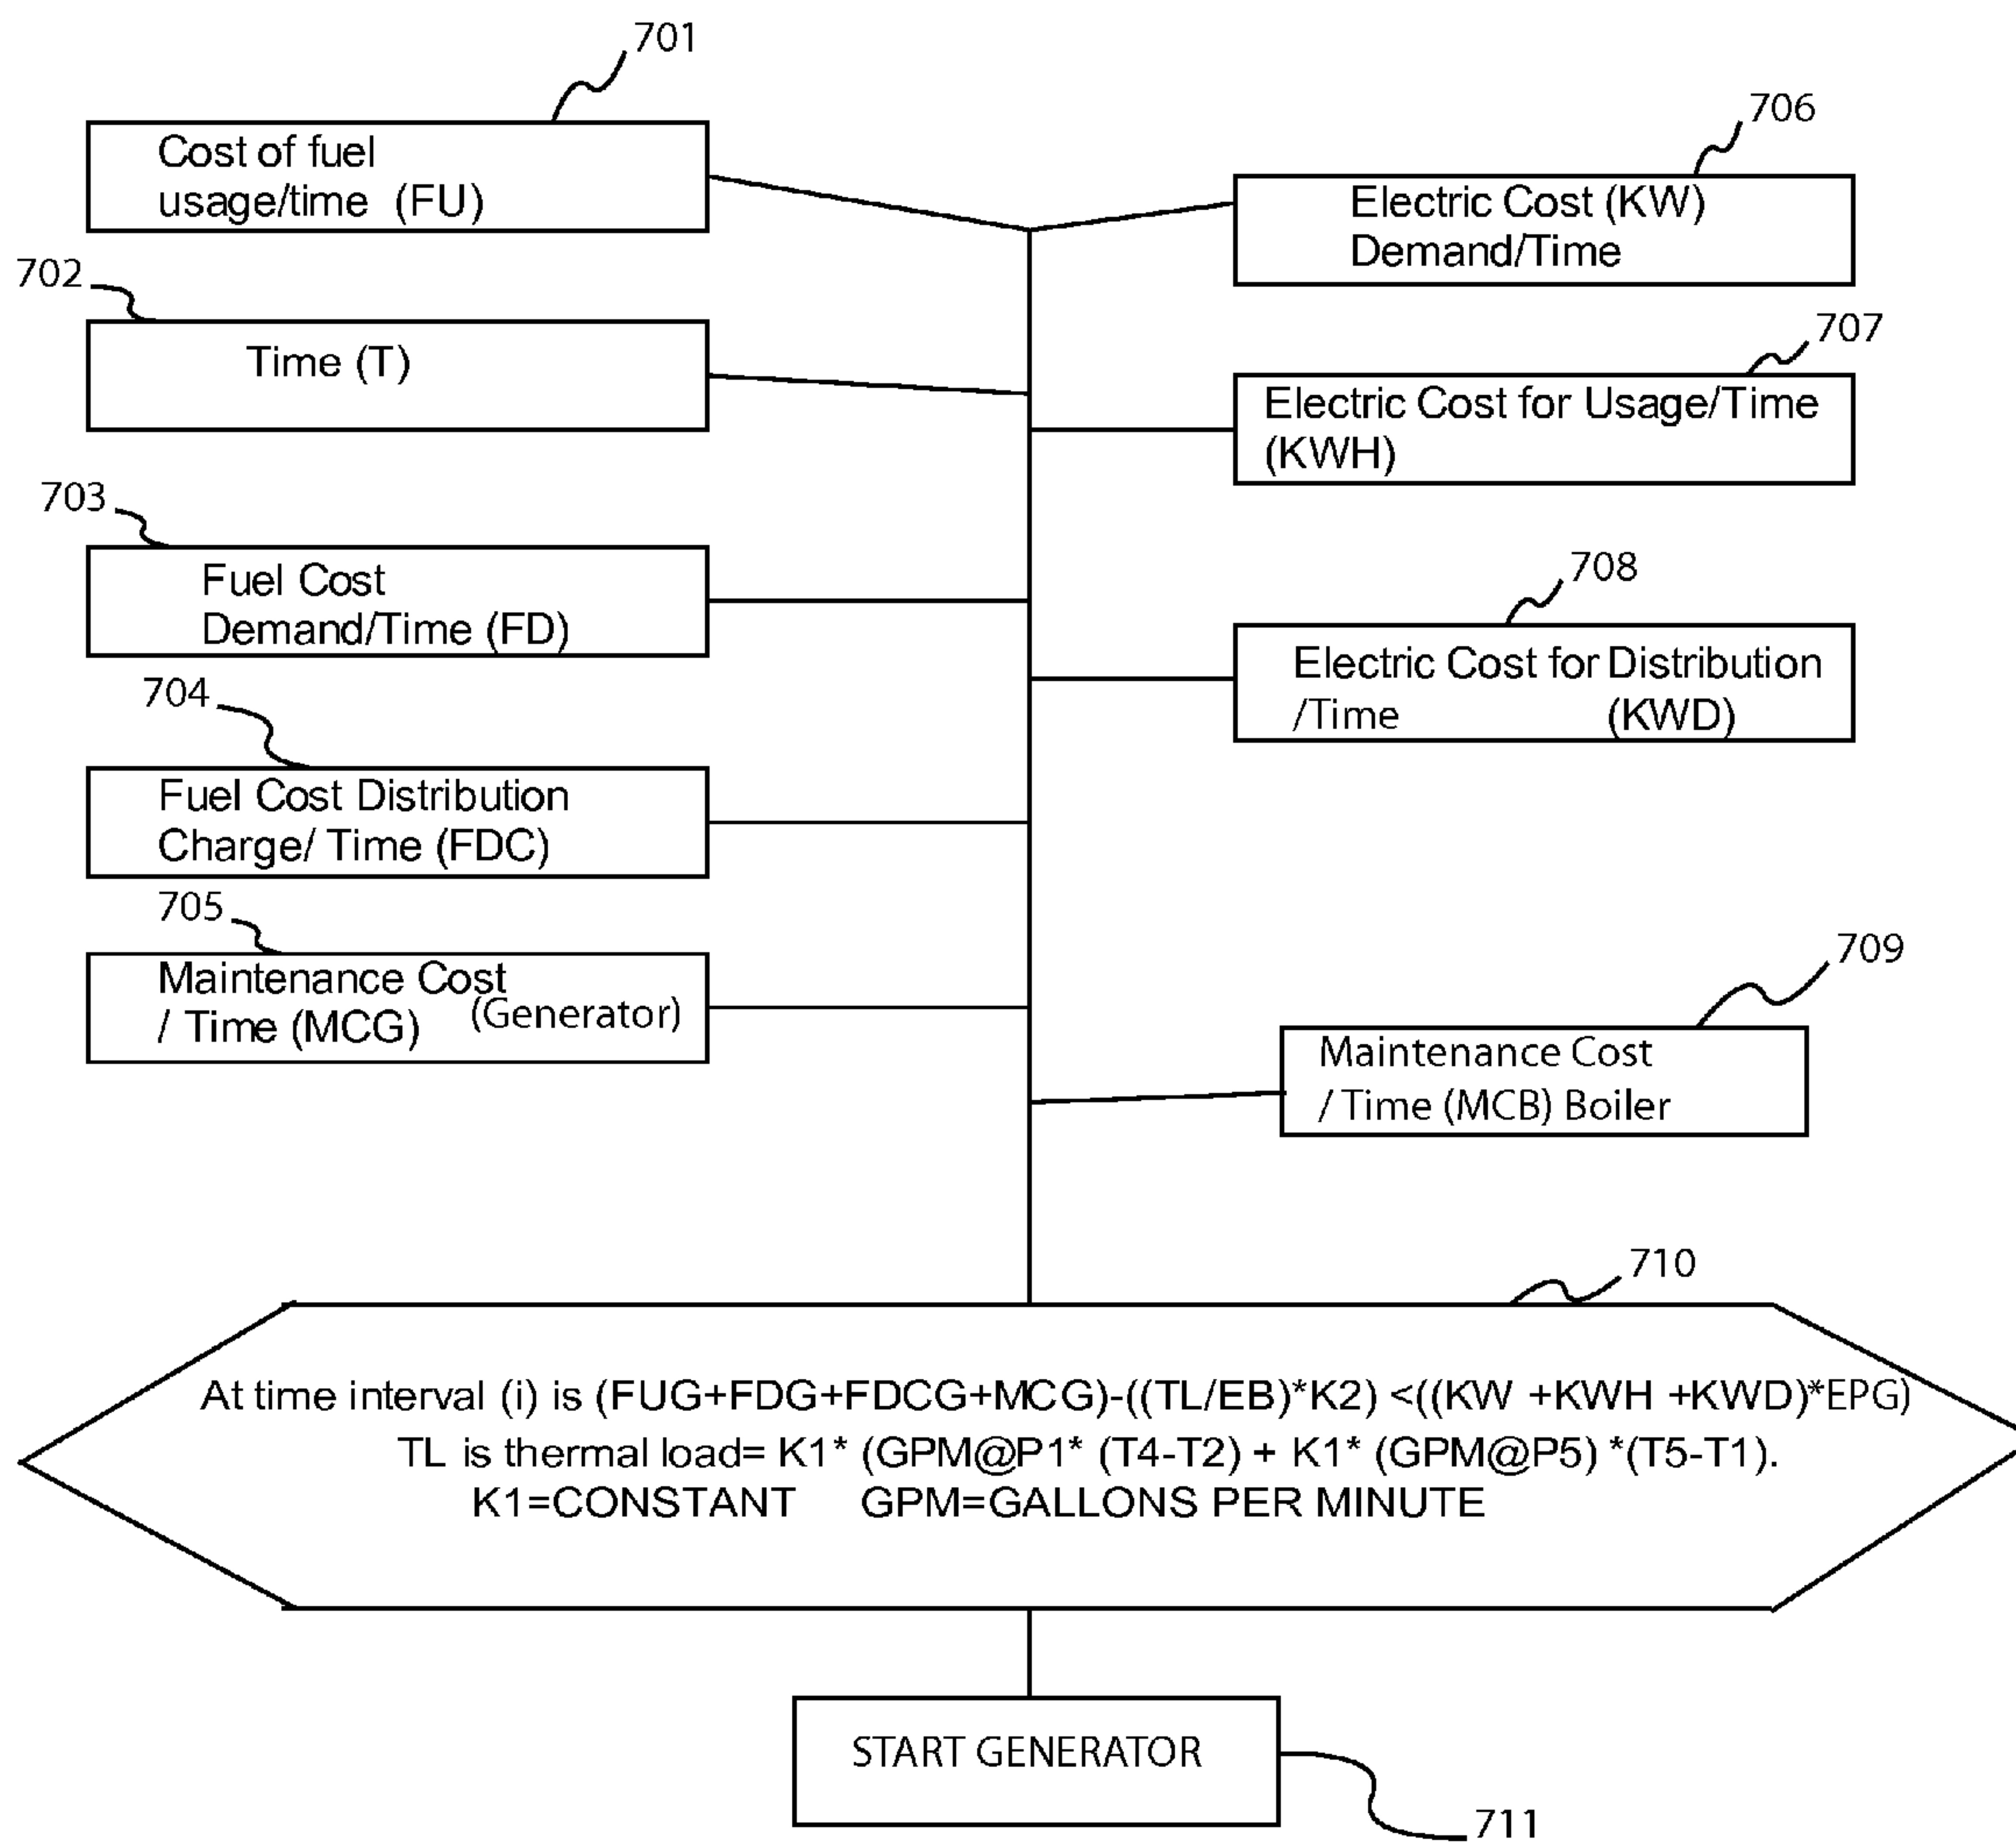 701
Cost of fuel
usage/time (FU)
702
Time (T)
703
Fuel Cost
Demand/Time (FD)
704
Fuel Cost Distribution
Charge/ Time (FDC)
705
Maintenance Cost
/ Time (MCG) (Generator)
706
Electric Cost (KW)
Demand/Time
707
Electric Cost for Usage/Time
(KWH)
708
Electric Cost for Distribution
/Time (KWD)
709
Maintenance Cost
/ Time (MCB) Boiler
710
At time interval (i) is (FUG+FDG+FDCG+MCG)-((TL/EB)*K2) <((KW +KWH +KWD)*EPG)
TL is thermal load= K1* (GPM@P1* (T4-T2) + K1* (GPM@P5) *(T5-T1).
K1=CONSTANT GPM=GALLONS PER MINUTE
START GENERATOR
711